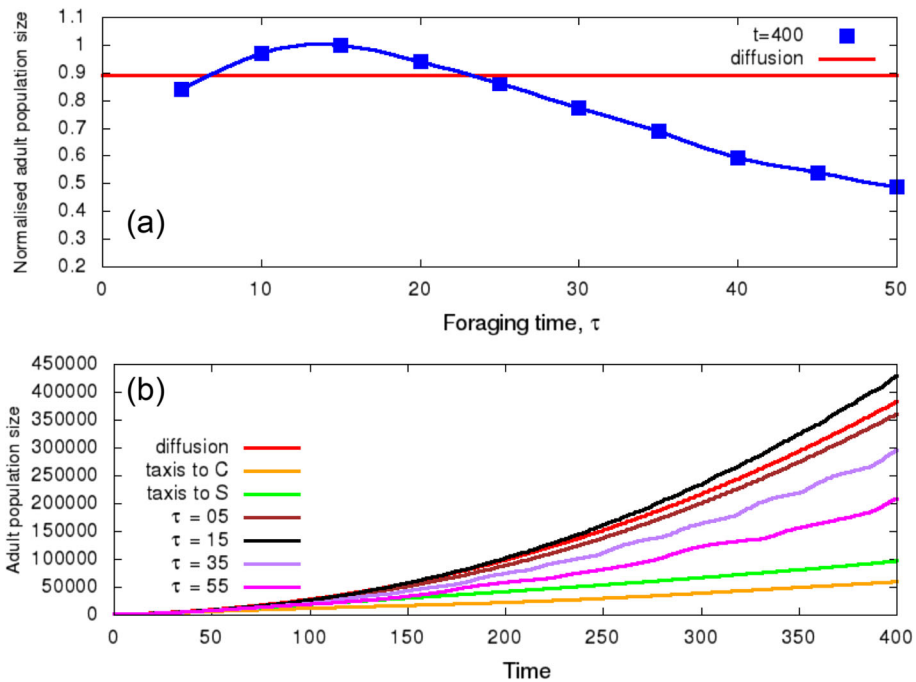 Normalised adult population size
1.1
1
0.9
0.8
0.7
0.6
0.5
0.4
0.3
0.2
t=400
diffusion
(a)
0 10 20 30 40 50
Foraging time, τ
Adult population size
450000
400000
350000
300000
250000
200000
150000
100000
50000
0
(b)
diffusion
taxis to C
taxis to S
τ = 05
τ = 15
τ = 35
τ = 55
0 50 100 150 200 250 300 350 400
Time